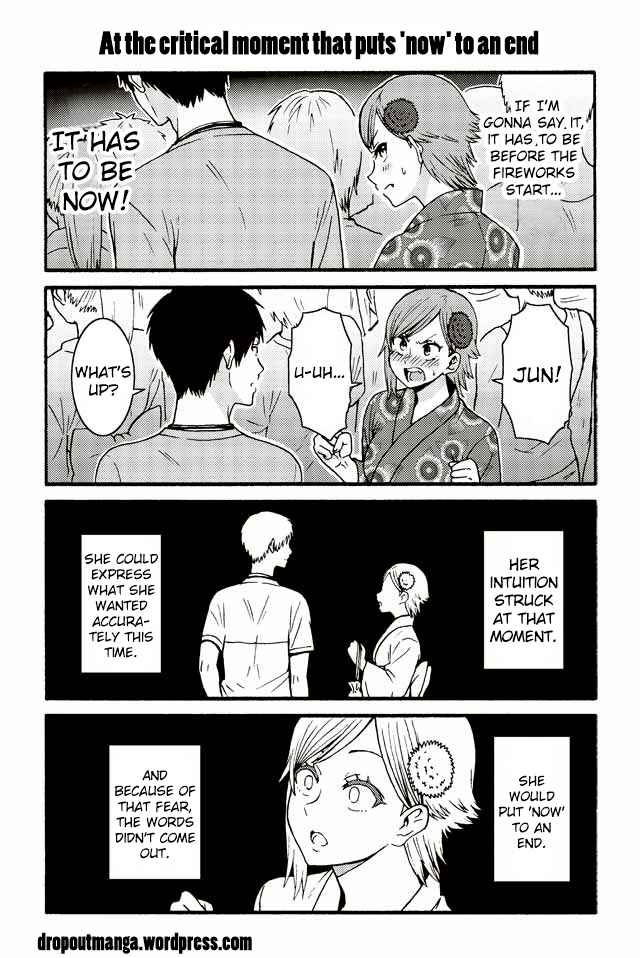 At the critical moment that puts 'now' to an end
IF I'M
GONNA SAY IT,
IT HAS TO BE
BEFORE THE
FIREWORKS
START...
IT HAS
TO BE
NOW!
JUN!
U-UH...
WHAT'S
UP?
HER
INTUITION
STRUCK
AT THAT
MOMENT.
SHE COULD
EXPRESS
WHAT SHE
WANTED
ACCURA-
TELY THIS
TIME.
SHE
WOULD
PUT 'NOW'
TO AN
END.
AND
BECAUSE OF
THAT FEAR,
THE WORDS
DIDN'T COME
OUT.
dropoutmanga.wordpress.com